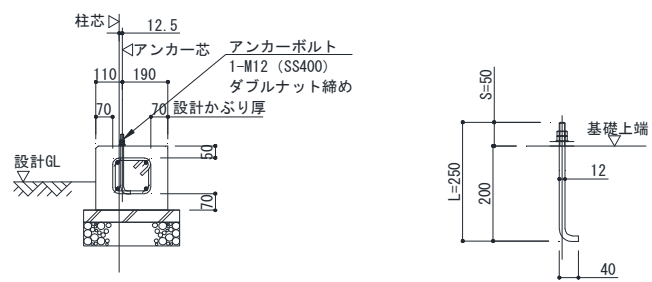 柱芯
12.5
アンカー芯
アンカーボルト
1-M12 (SS400)
ダブルナット締め
110
190
70
70
設計かぶり厚
50
設計GL
70
S=50
基礎上端
L=250
200
12
40